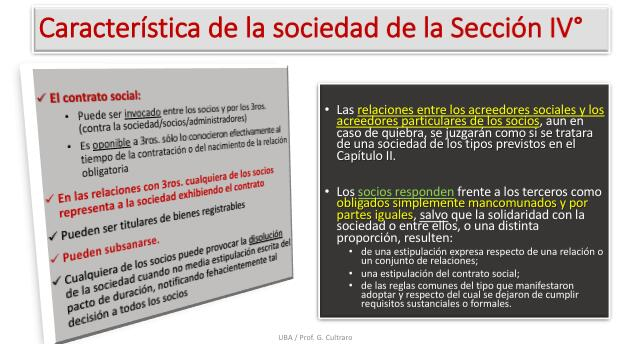 Característica de la sociedad de la Sección IV°
✓ El contrato social:
• Puede ser invocado entre los socios y por los 3ros.
(contra la sociedad/socios/administradores)
• Es oponible a 3ros. sólo lo conocieron efectivamente al
tiempo de la contratación o del nacimiento de la relación
obligatoria
✓ En las relaciones con 3ros. cualquiera de los socios
representa a la sociedad exhibiendo el contrato
✓ Pueden ser titulares de bienes registrables
✓ Pueden subsanarse.
✓ Cualquiera de los socios puede provocar la disolución
de la sociedad cuando no media estipulación escrita del
pacto de duración, notificando fehacientemente tal
decisión a todos los socios
• Las relaciones entre los acreedores sociales y los
acreedores particulares de los socios, aun en
caso de quiebra, se juzgarán como si se tratara
de una sociedad de los tipos previstos en el
Capítulo II.
• Los socios responden frente a los terceros como
obligados simplemente mancomunados y por
partes iguales, salvo que la solidaridad con la
sociedad o entre ellos, o una distinta
proporción, resulten:
• de una estipulación expresa respecto de una relación o
un conjunto de relaciones;
• una estipulación del contrato social;
• de las reglas comunes del tipo que manifestaron
adoptar y respecto del cual se dejaron de cumplir
requisitos sustanciales o formales.
UBA / Prof. G. Cultraro